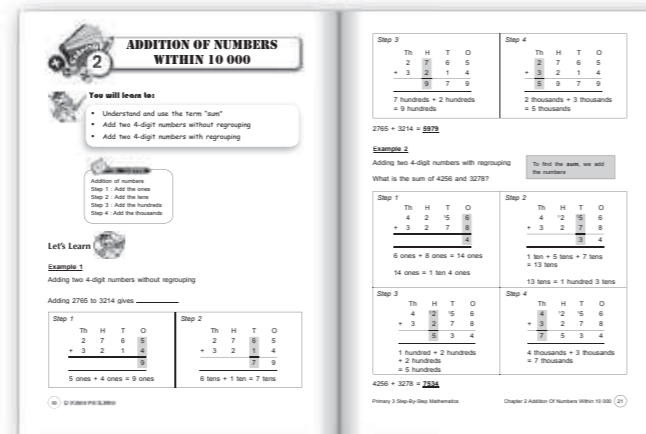 2
ADDITION OF NUMBERS
WITHIN 10 000
You will learn to:
• Understand and use the term "sum"
• Add two 4-digit numbers without regrouping
• Add two 4-digit numbers with regrouping
Addition of numbers
Step 1 : Add the ones
Step 2 : Add the tens
Step 3 : Add the hundreds
Step 4 : Add the thousands
Let's Learn
Example 1
Adding two 4-digit numbers without regrouping
Adding 2765 to 3214 gives
Step 1
Th H T O
2 7 6 5
+ 3 2 1 4
9
5 ones + 4 ones = 9 ones
Step 2
Th H T O
2 7 6 5
+ 3 2 1 4
7 9
6 tens + 1 ten = 7 tens
Step 3
Th H T O
2 7 6 5
+ 3 2 1 4
9 7 9
7 hundreds + 2 hundreds
= 9 hundreds
Step 4
Th H T O
2 7 6 5
+ 3 2 1 4
5 9 7 9
2 thousands + 3 thousands
= 5 thousands
2765 + 3214 = 5979
Example 2
Adding two 4-digit numbers with regrouping
What is the sum of 4256 and 3278?
To find the sum, we add
the numbers
Step 1
Th H T O
4 2 ¹5 6
+ 3 2 7 8
4
6 ones + 8 ones = 14 ones
14 ones = 1 ten 4 ones
Step 2
Th H T O
4 ¹2 ¹5 6
+ 3 2 7 8
3 4
1 ten + 5 tens + 7 tens
= 13 tens
13 tens = 1 hundred 3 tens
Step 3
Th H T O
4 ¹2 ¹5 6
+ 3 2 7 8
5 3 4
1 hundred + 2 hundreds
+ 2 hundreds
= 5 hundreds
Step 4
Th H T O
4 ¹2 ¹5 6
+ 3 2 7 8
7 5 3 4
4 thousands + 3 thousands
= 7 thousands
4256 + 3278 = 7534
Primary 3 Step-By-Step Mathematics
Chapter 2 Addition Of Numbers Within 10 000 21